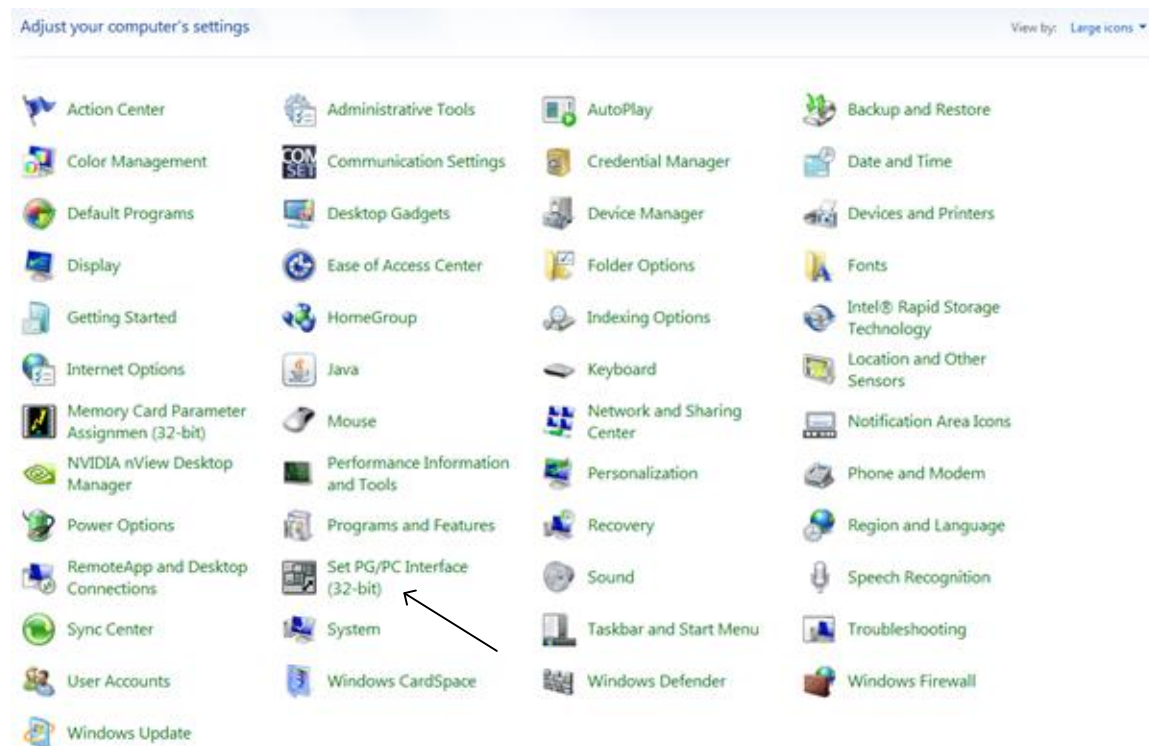 Adjust your computer's settings
View by: Large icons
Action Center
Administrative Tools
AutoPlay
Backup and Restore
Color Management
COM SET
Communication Settings
Credential Manager
Date and Time
Default Programs
Desktop Gadgets
Device Manager
Devices and Printers
Display
Ease of Access Center
Folder Options
Fonts
Getting Started
HomeGroup
Indexing Options
Intel® Rapid Storage
Technology
Internet Options
Java
Keyboard
Location and Other
Sensors
Memory Card Parameter
Assignmen (32-bit)
Mouse
Network and Sharing
Center
Notification Area Icons
NVIDIA nView Desktop
Manager
Performance Information
and Tools
Personalization
Phone and Modem
Power Options
Programs and Features
Recovery
Region and Language
RemoteApp and Desktop
Connections
Set PG/PC Interface
(32-bit)
Sound
Speech Recognition
Sync Center
System
Taskbar and Start Menu
Troubleshooting
User Accounts
Windows CardSpace
Windows Defender
Windows Firewall
Windows Update